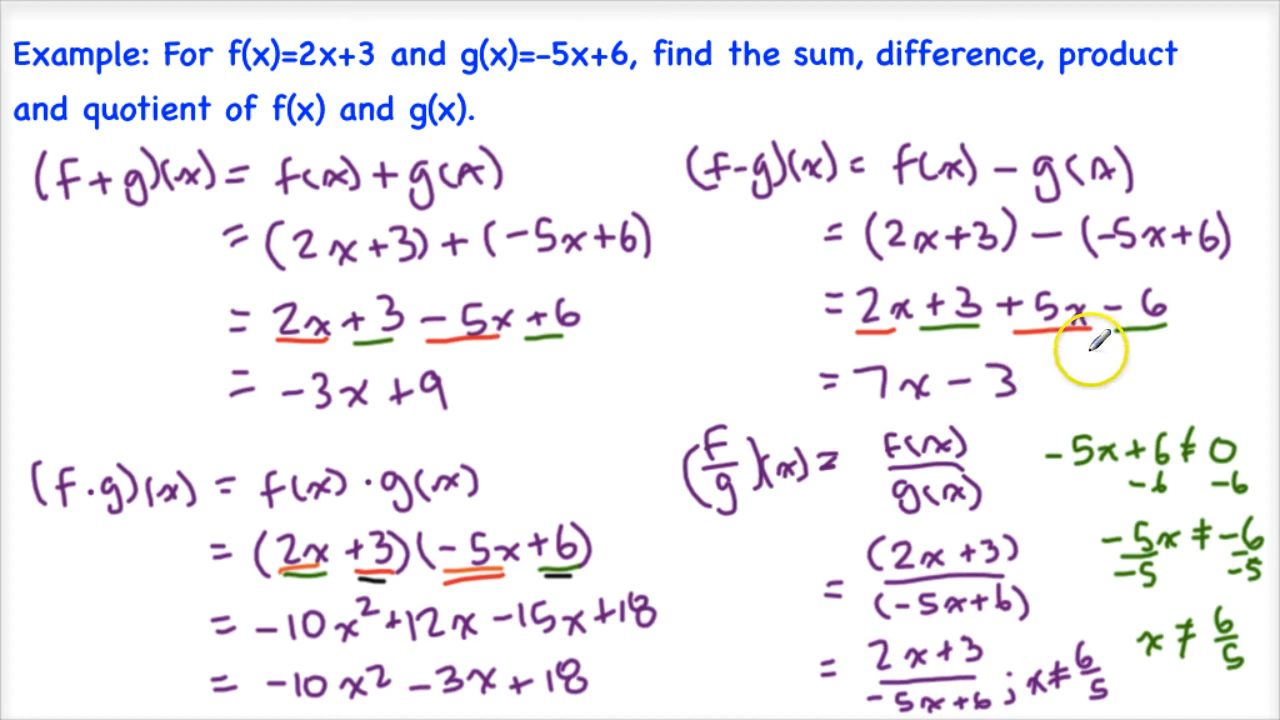 Example: For f(x)=2x+3 and g(x)=-5x+6, find the sum, difference, product
and quotient of f(x) and g(x).
(f+g)(x) = f(x) + g(x)
= (2x+3) + (-5x+6)
= 2x+3 - 5x+6
= -3x+9
(f-g)(x) = f(x) - g(x)
= (2x+3) - (-5x+6)
= 2x+3 + 5x - 6
= 7x - 3
(f·g)(x) = f(x) · g(x)
= (2x+3)(-5x+6)
= -10x²+12x-15x+18
= -10x² - 3x+18
(f/g)(x) = f(x)/g(x)
= (2x+3)/(-5x+6)
= 2x+3/-5x+6 ; x≠6/5
-5x+6≠0
-6 -6
-5x≠-6
-5 -5
x≠6/5